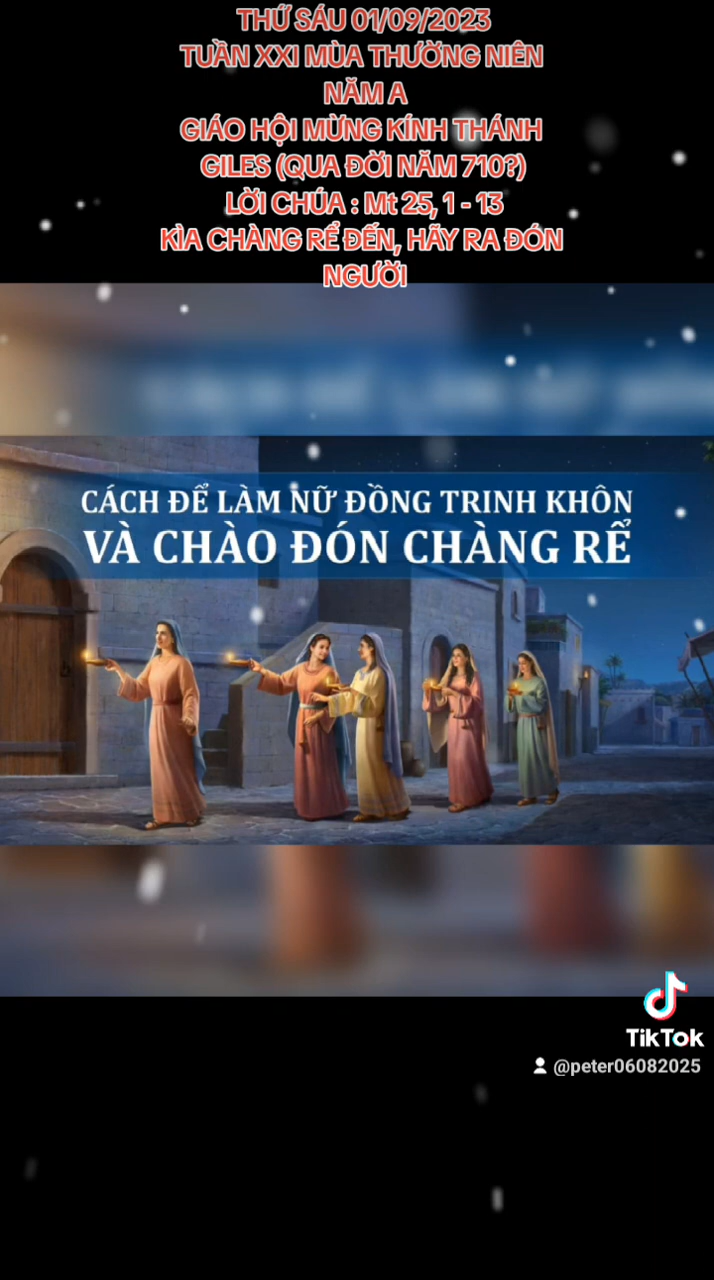 THỨ SÁU 01/09/2023
TUẦN XXI MÙA THƯỜNG NIÊN
NĂM A
GIÁO HỘI MỪNG KÍNH THÁNH
GILES (QUA ĐỜI NĂM 710?)
LỜI CHÚA : Mt 25, 1 - 13
KÌA CHÀNG RỂ ĐẾN, HÃY RA ĐÓN
NGƯỜI
CÁCH ĐỂ LÀM NỮ ĐỒNG TRINH KHÔN
VÀ CHÀO ĐÓN CHÀNG RỂ
TikTok
@peter06082025